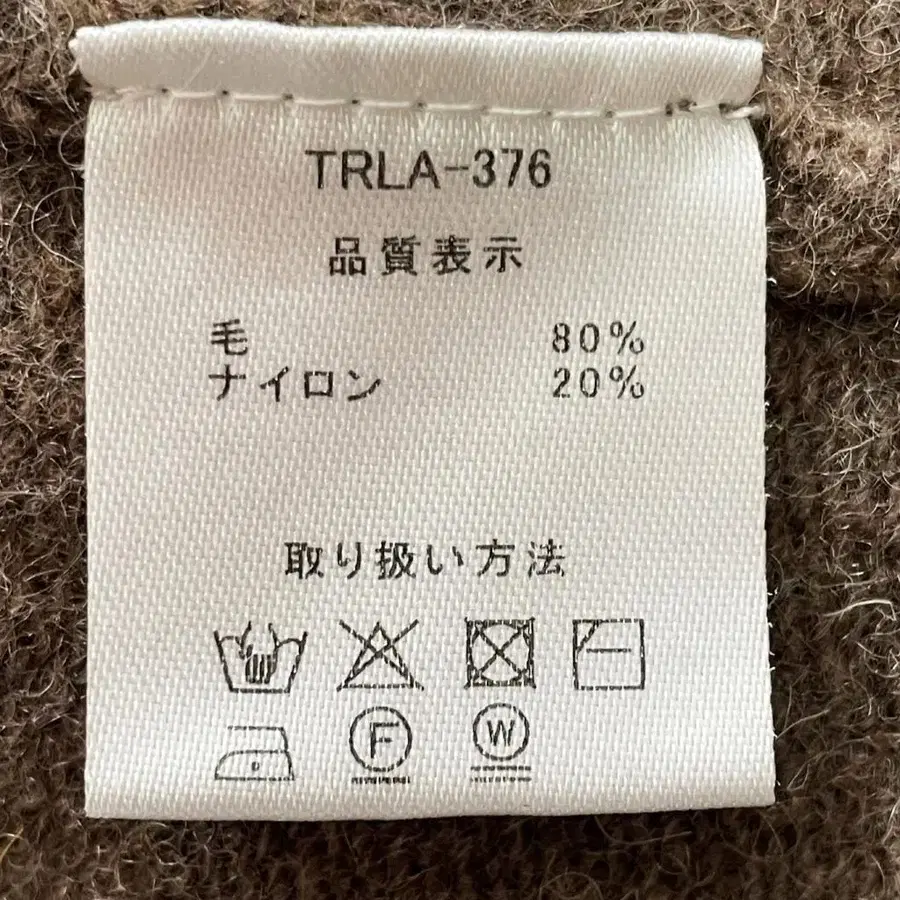 TRLA-376
品質表示
毛 80%
ナイロン 20%
取り扱い方法
F W